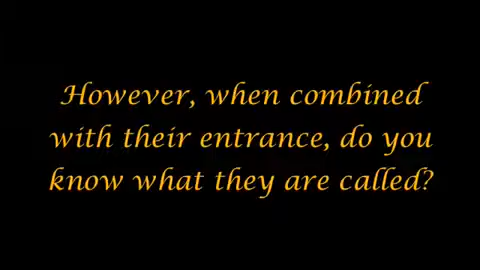 However, when combined
with their entrance, do you
know what they are called?